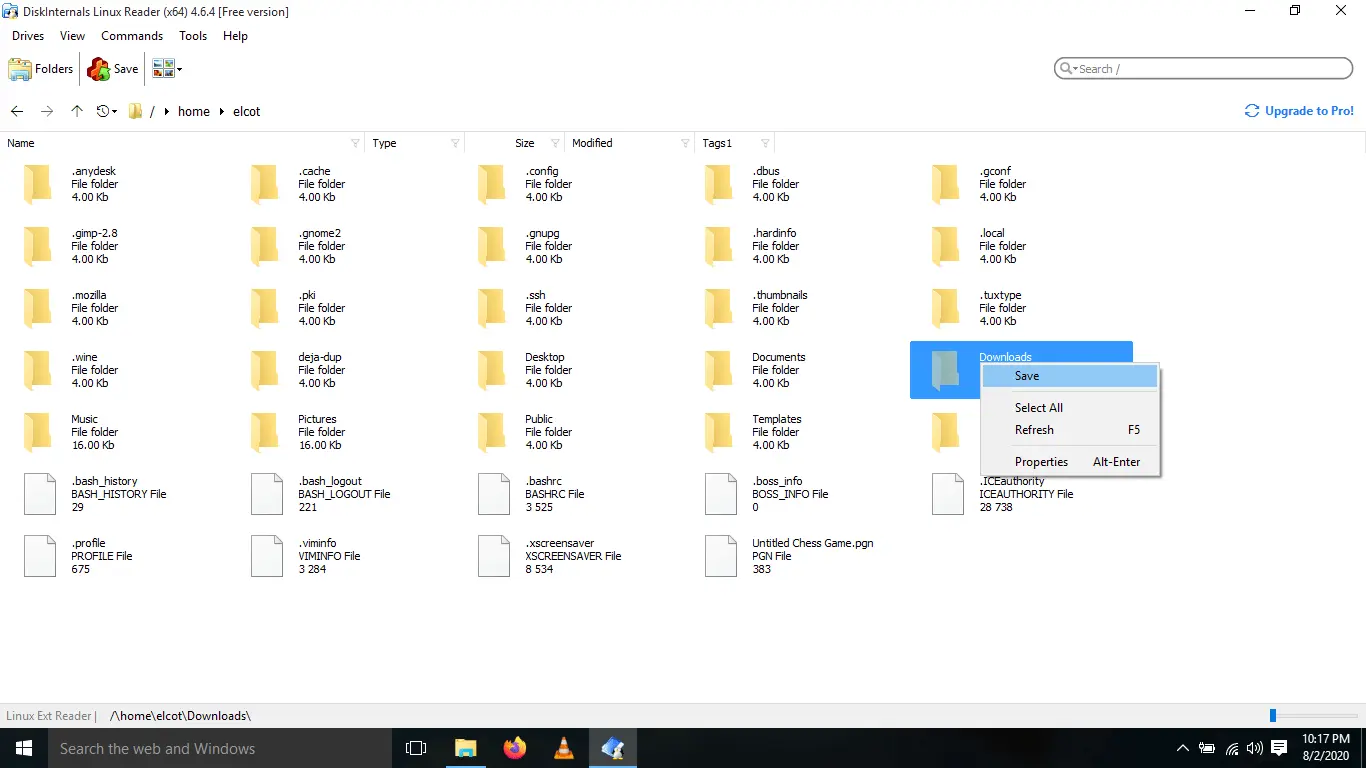 DiskInternals Linux Reader (x64) 4.6.4 [Free version]
Drives View Commands Tools Help
Folders Save
Search /
/ home elcot
Upgrade to Pro!
Name Type Size Modified Tags1
.anydesk
File folder
4.00 Kb
.cache
File folder
4.00 Kb
.config
File folder
4.00 Kb
.dbus
File folder
4.00 Kb
.gconf
File folder
4.00 Kb
.gimp-2.8
File folder
4.00 Kb
.gnome2
File folder
4.00 Kb
.gnupg
File folder
4.00 Kb
.hardinfo
File folder
4.00 Kb
.local
File folder
4.00 Kb
.mozilla
File folder
4.00 Kb
.pki
File folder
4.00 Kb
.ssh
File folder
4.00 Kb
.thumbnails
File folder
4.00 Kb
.tuxtype
File folder
4.00 Kb
.wine
File folder
4.00 Kb
deja-dup
File folder
4.00 Kb
Desktop
File folder
4.00 Kb
Documents
File folder
4.00 Kb
Downloads
Save
Select All
Refresh F5
Properties Alt-Enter
Music
File folder
16.00 Kb
Pictures
File folder
16.00 Kb
Public
File folder
4.00 Kb
Templates
File folder
4.00 Kb
.bash_history
BASH_HISTORY File
29
.bash_logout
BASH_LOGOUT File
221
.bashrc
BASHRC File
3 525
.boss_info
BOSS_INFO File
0
.ICEauthority
ICEAUTHORITY File
28 738
.profile
PROFILE File
675
.viminfo
VIMINFO File
3 284
.xscreensaver
XSCREENSAVER File
8 534
Untitled Chess Game.pgn
PGN File
383
Linux Ext Reader | /\home\elcot\Downloads\
Search the web and Windows
10:17 PM
8/2/2020